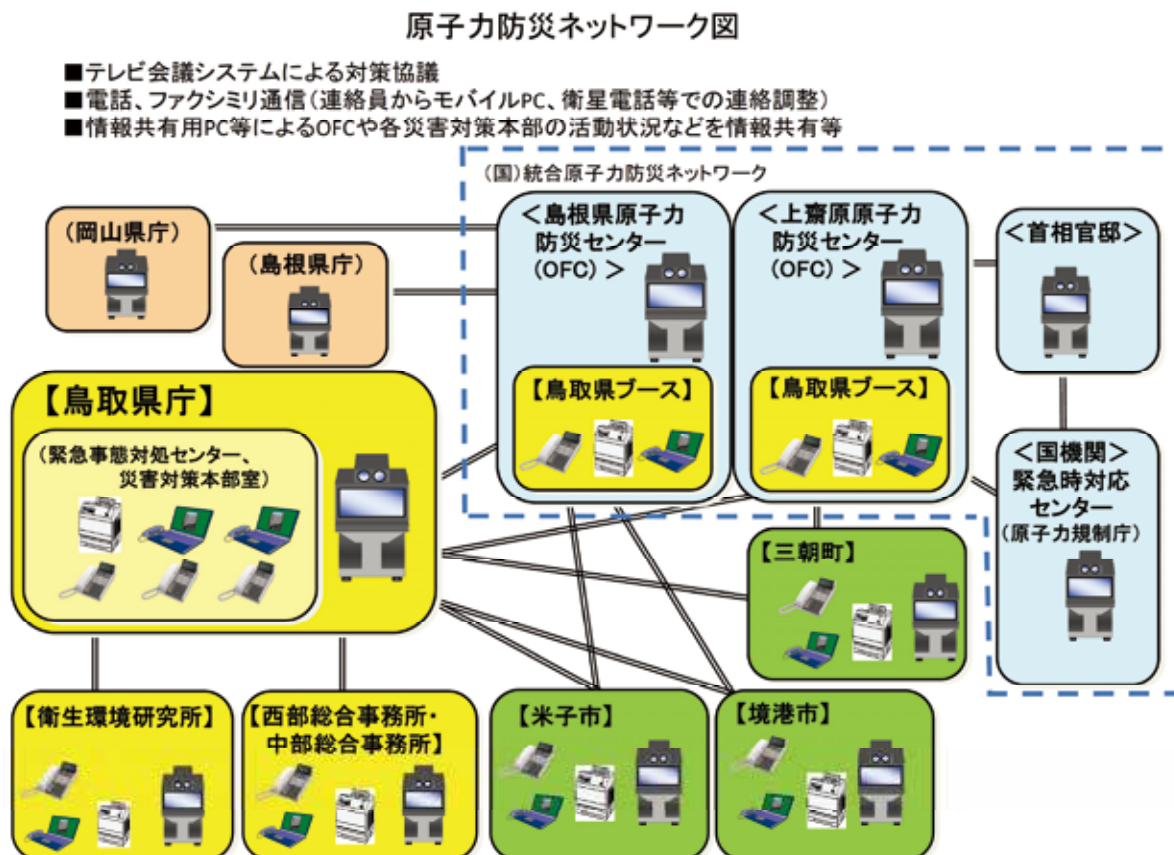 原子力防災ネットワーク図
■テレビ会議システムによる対策協議
■電話、ファクシミリ通信(連絡員からモバイルPC、衛星電話等での連絡調整)
■情報共有用PC等によるOFCや各災害対策本部の活動状況などを情報共有等
(国)統合原子力防災ネットワーク
(岡山県庁)
(島根県庁)
<島根県原子力
防災センター
(OFC)>
<上齋原原子力
防災センター
(OFC)>
<首相官邸>
【鳥取県庁】
(緊急事態対処センター、
災害対策本部室)
【鳥取県ブース】
【鳥取県ブース】
<国機関>
緊急時対応
センター
(原子力規制庁)
【三朝町】
【衛生環境研究所】
【西部総合事務所・
中部総合事務所】
【米子市】
【境港市】